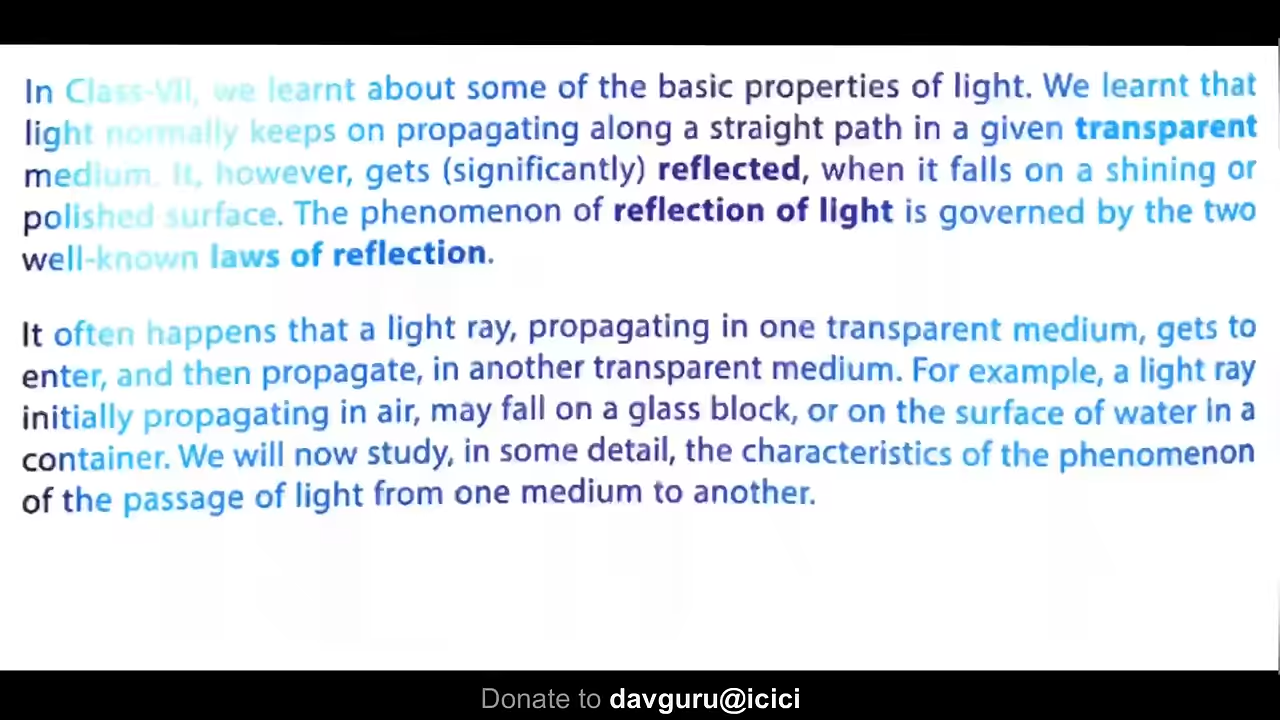 In Class-VII, we learnt about some of the basic properties of light. We learnt that
light normally keeps on propagating along a straight path in a given transparent
medium. It, however, gets (significantly) reflected, when it falls on a shining or
polished surface. The phenomenon of reflection of light is governed by the two
well-known laws of reflection.
It often happens that a light ray, propagating in one transparent medium, gets to
enter, and then propagate, in another transparent medium. For example, a light ray
initially propagating in air, may fall on a glass block, or on the surface of water in a
container. We will now study, in some detail, the characteristics of the phenomenon
of the passage of light from one medium to another.
Donate to davguru@icici